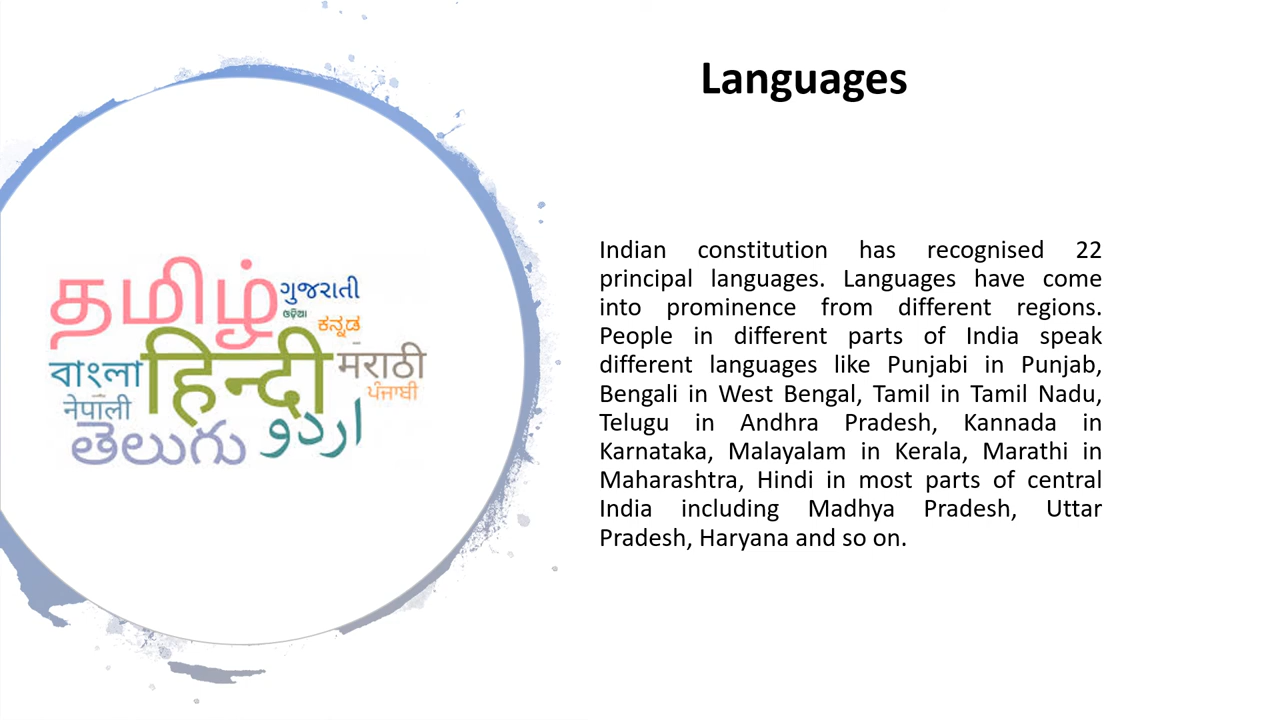 Languages
தமிழ்
ગુજરાતી
ଓଡ଼ିଆ
ಕನ್ನಡ
বাংলা
हिन्दी
मराठी
ਪੰਜਾਬੀ
नेपाली
తెలుగు
اردو
Indian constitution has recognised 22
principal languages. Languages have come
into prominence from different regions.
People in different parts of India speak
different languages like Punjabi in Punjab,
Bengali in West Bengal, Tamil in Tamil Nadu,
Telugu in Andhra Pradesh, Kannada in
Karnataka, Malayalam in Kerala, Marathi in
Maharashtra, Hindi in most parts of central
India including Madhya Pradesh, Uttar
Pradesh, Haryana and so on.